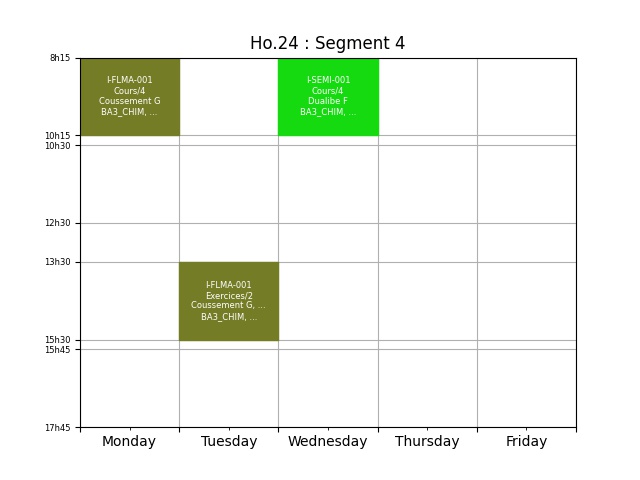 Ho.24 : Segment 4
8h15
I-FLMA-001
Cours/4
Coussement G
BA3_CHIM, ...
I-SEMI-001
Cours/4
Dualibe F
BA3_CHIM, ...
10h15
10h30
12h30
13h30
I-FLMA-001
Exercices/2
Coussement G, ...
BA3_CHIM, ...
15h30
15h45
17h45
Monday Tuesday Wednesday Thursday Friday